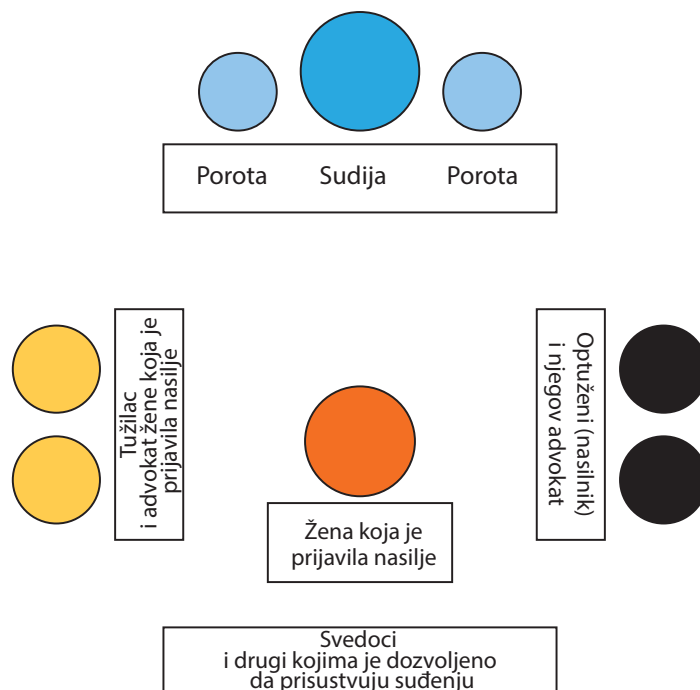 Porota Sudija Porota
Tužilac
i advokat žene koja je
prijavila nasilje
Optuženi (nasilnik)
i njegov advokat
Žena koja je
prijavila nasilje
Svedoci
i drugi kojima je dozvoljeno
da prisustvuju suđenju